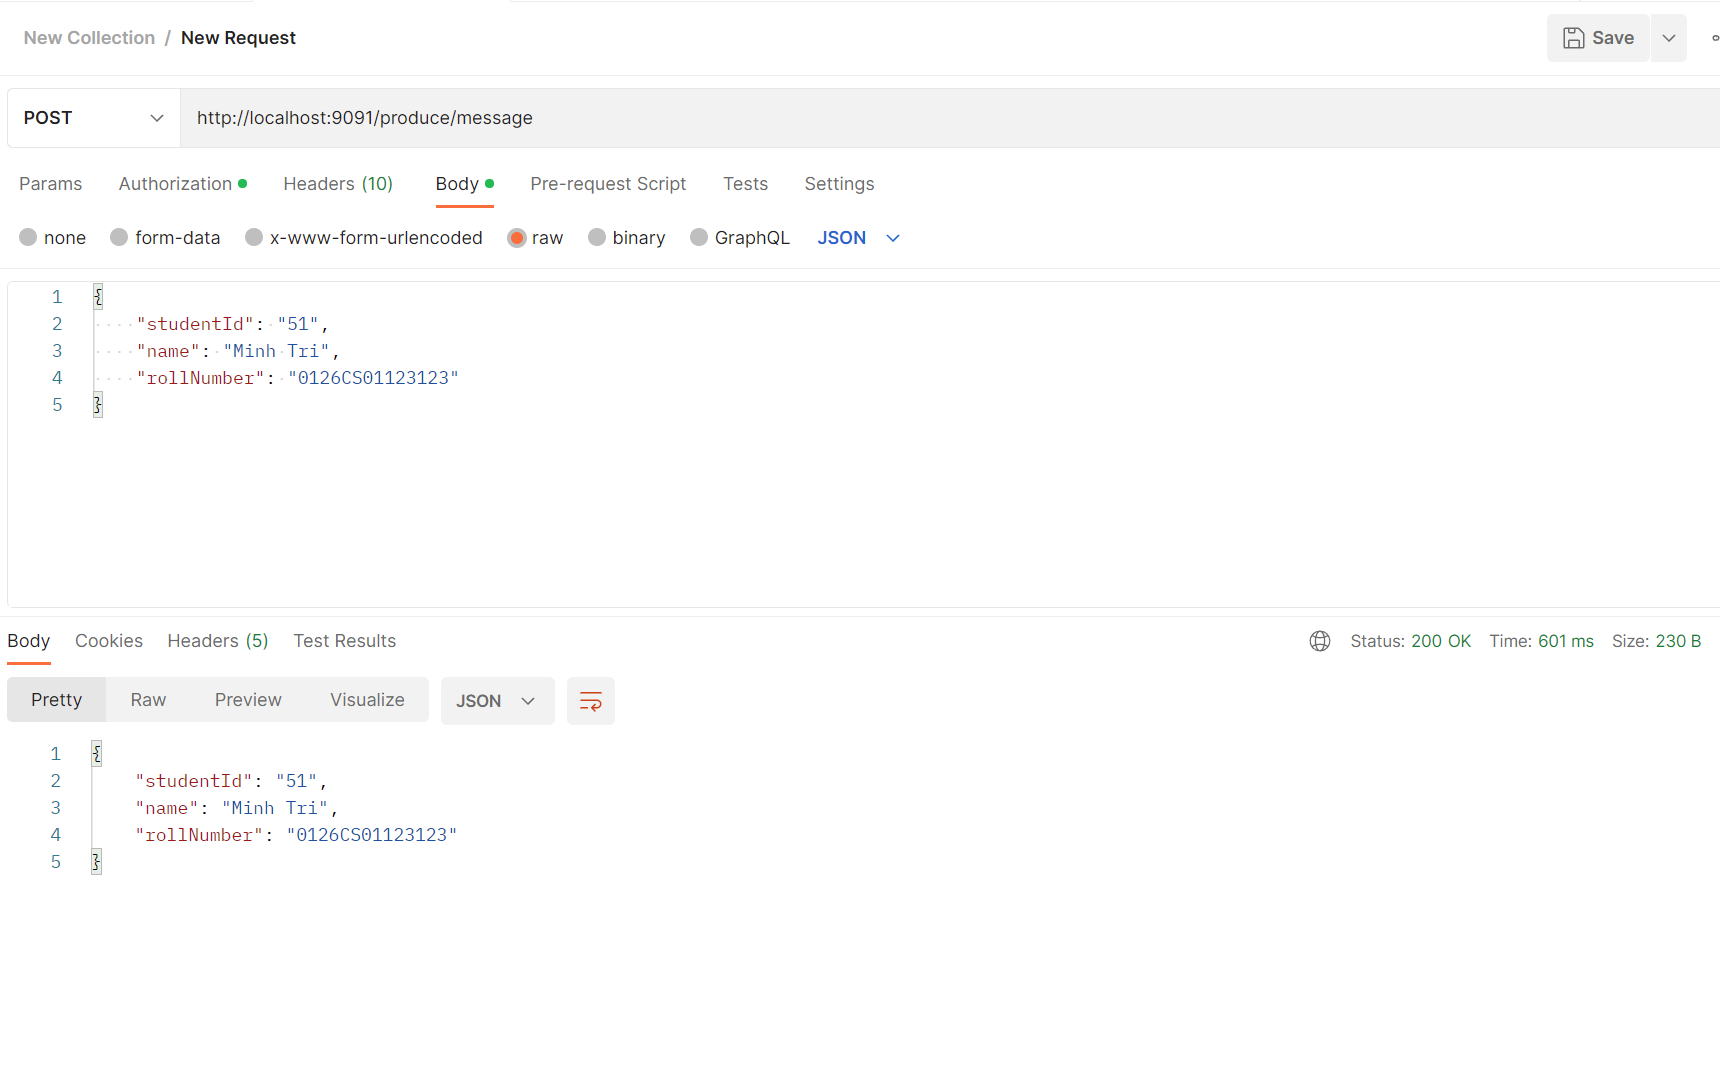 New Collection / New Request
Save
POST http://localhost:9091/produce/message
Params Authorization Headers (10) Body Pre-request Script Tests Settings
none form-data x-www-form-urlencoded raw binary GraphQL JSON
1 {
2 "studentId": "51",
3 "name": "Minh Tri",
4 "rollNumber": "0126CS01123123"
5 }
Body Cookies Headers (5) Test Results Status: 200 OK Time: 601 ms Size: 230 B
Pretty Raw Preview Visualize JSON
1 {
2 "studentId": "51",
3 "name": "Minh Tri",
4 "rollNumber": "0126CS01123123"
5 }